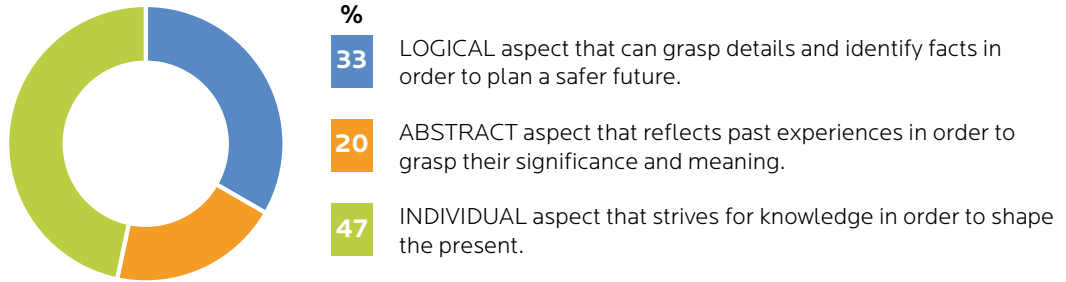 %
33 LOGICAL aspect that can grasp details and identify facts in
order to plan a safer future.
20 ABSTRACT aspect that reflects past experiences in order to
grasp their significance and meaning.
47 INDIVIDUAL aspect that strives for knowledge in order to shape
the present.